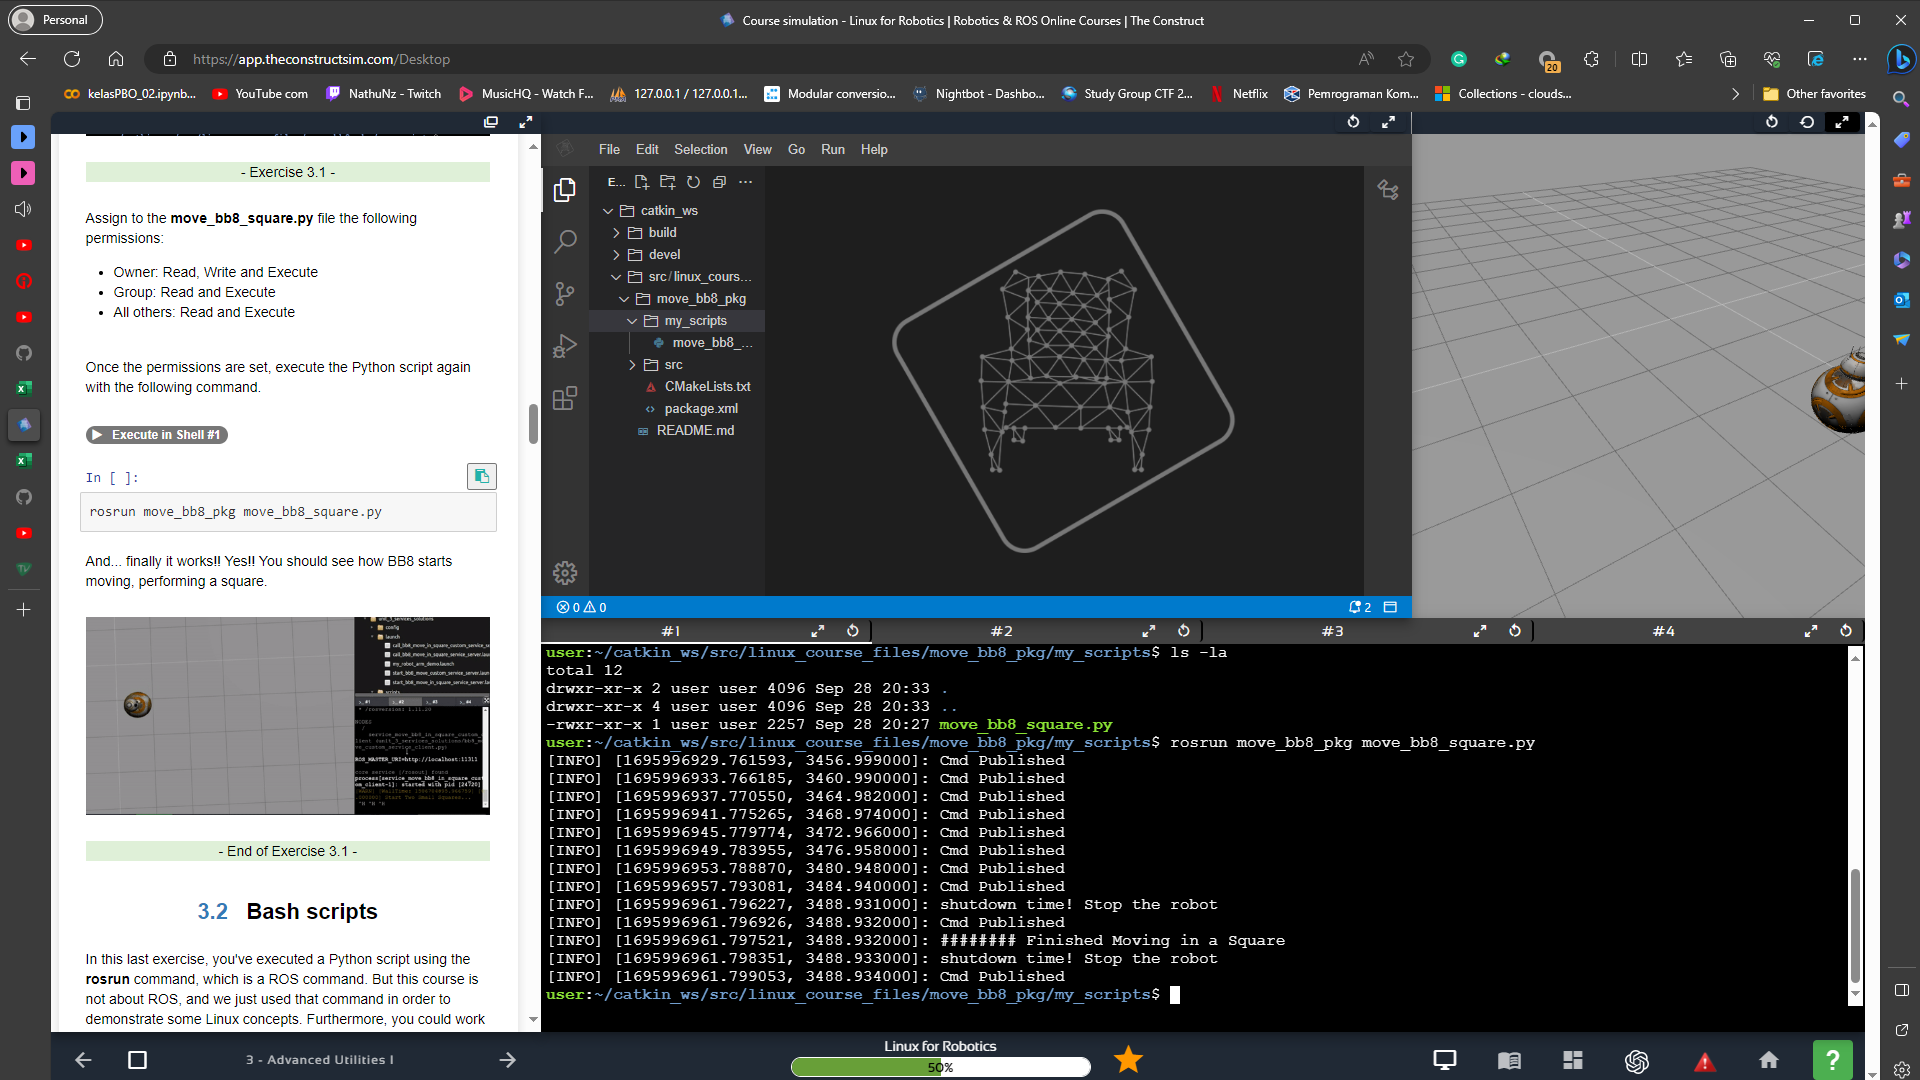 Personal
Course simulation - Linux for Robotics | Robotics & ROS Online Courses | The Construct
https://app.theconstructsim.com/Desktop
20
kelasPBO_02.ipynb...
YouTube com
NathuNz - Twitch
MusicHQ - Watch F...
127.0.0.1 / 127.0.0.1...
Modular conversio...
Nightbot - Dashbo...
Study Group CTF 2...
Netflix
Pemrograman Kom...
Collections - clouds...
Other favorites
- Exercise 3.1 -
Assign to the move_bb8_square.py file the following
permissions:
• Owner: Read, Write and Execute
• Group: Read and Execute
• All others: Read and Execute
Once the permissions are set, execute the Python script again
with the following command.
Execute in Shell #1
In [ ]:
rosrun move_bb8_pkg move_bb8_square.py
And... finally it works!! Yes!! You should see how BB8 starts
moving, performing a square.
config
launch
my_robot_arm_demo.launch
ROS_MASTER_URI=http://localhost:11311
- End of Exercise 3.1 -
3.2 Bash scripts
In this last exercise, you've executed a Python script using the
rosrun command, which is a ROS command. But this course is
not about ROS, and we just used that command in order to
demonstrate some Linux concepts. Furthermore, you could work
File Edit Selection View Go Run Help
E...
catkin_ws
build
devel
src/linux_cours...
move_bb8_pkg
my_scripts
move_bb8_...
src
CMakeLists.txt
package.xml
README.md
0 0
2
#1
#2
#3
#4
user:~/catkin_ws/src/linux_course_files/move_bb8_pkg/my_scripts$ ls -la
total 12
drwxr-xr-x 2 user user 4096 Sep 28 20:33 .
drwxr-xr-x 4 user user 4096 Sep 28 20:33 ..
-rwxr-xr-x 1 user user 2257 Sep 28 20:27 move_bb8_square.py
user:~/catkin_ws/src/linux_course_files/move_bb8_pkg/my_scripts$ rosrun move_bb8_pkg move_bb8_square.py
[INFO] [1695996929.761593, 3456.999000]: Cmd Published
[INFO] [1695996933.766185, 3460.990000]: Cmd Published
[INFO] [1695996937.770550, 3464.982000]: Cmd Published
[INFO] [1695996941.775265, 3468.974000]: Cmd Published
[INFO] [1695996945.779774, 3472.966000]: Cmd Published
[INFO] [1695996949.783955, 3476.958000]: Cmd Published
[INFO] [1695996953.788870, 3480.948000]: Cmd Published
[INFO] [1695996957.793081, 3484.940000]: Cmd Published
[INFO] [1695996961.796227, 3488.931000]: shutdown time! Stop the robot
[INFO] [1695996961.796926, 3488.932000]: Cmd Published
[INFO] [1695996961.797521, 3488.932000]: ######## Finished Moving in a Square
[INFO] [1695996961.798351, 3488.933000]: shutdown time! Stop the robot
[INFO] [1695996961.799053, 3488.934000]: Cmd Published
user:~/catkin_ws/src/linux_course_files/move_bb8_pkg/my_scripts$
3 - Advanced Utilities I
Linux for Robotics
50%
?